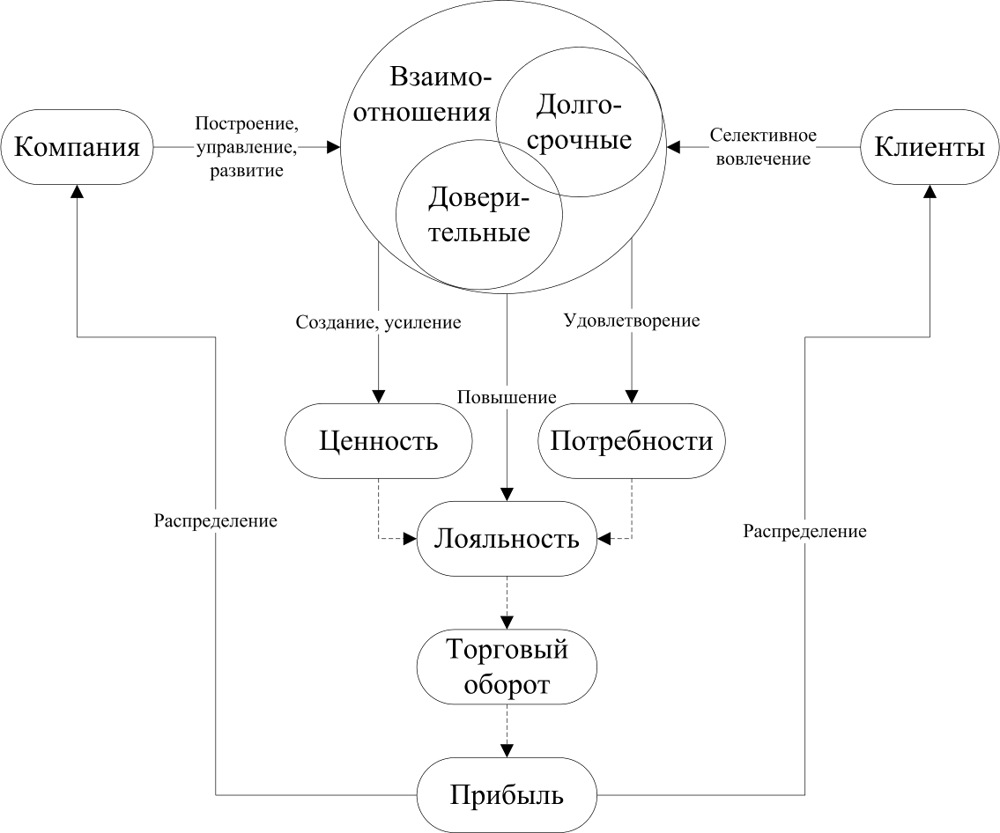 Взаимо-
отношения
Долго-
срочные
Довери-
тельные
Компания
Построение,
управление,
развитие
Селективное
вовлечение
Клиенты
Создание, усиление
Удовлетворение
Повышение
Ценность
Потребности
Распределение
Лояльность
Распределение
Торговый
оборот
Прибыль